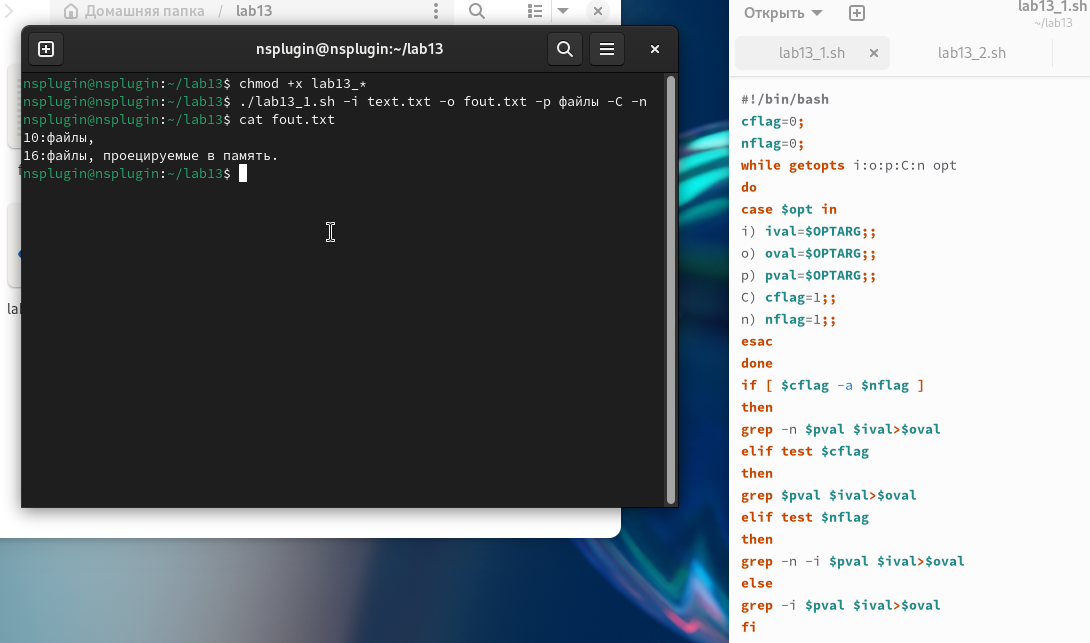 Домашняя папка / lab13
nsplugin@nsplugin:~/lab13
nsplugin@nsplugin:~/lab13$ chmod +x lab13_*
nsplugin@nsplugin:~/lab13$ ./lab13_1.sh -i text.txt -o fout.txt -p файлы -C -n
nsplugin@nsplugin:~/lab13$ cat fout.txt
10:файлы,
16:файлы, проецируемые в память.
nsplugin@nsplugin:~/lab13$
Открыть
lab13_1.sh
~/lab13
lab13_1.sh
lab13_2.sh
#!/bin/bash
cflag=0;
nflag=0;
while getopts i:o:p:C:n opt
do
case $opt in
i) ival=$OPTARG;;
o) oval=$OPTARG;;
p) pval=$OPTARG;;
C) cflag=1;;
n) nflag=1;;
esac
done
if [ $cflag -a $nflag ]
then
grep -n $pval $ival>$oval
elif test $cflag
then
grep $pval $ival>$oval
elif test $nflag
then
grep -n -i $pval $ival>$oval
else
grep -i $pval $ival>$oval
fi